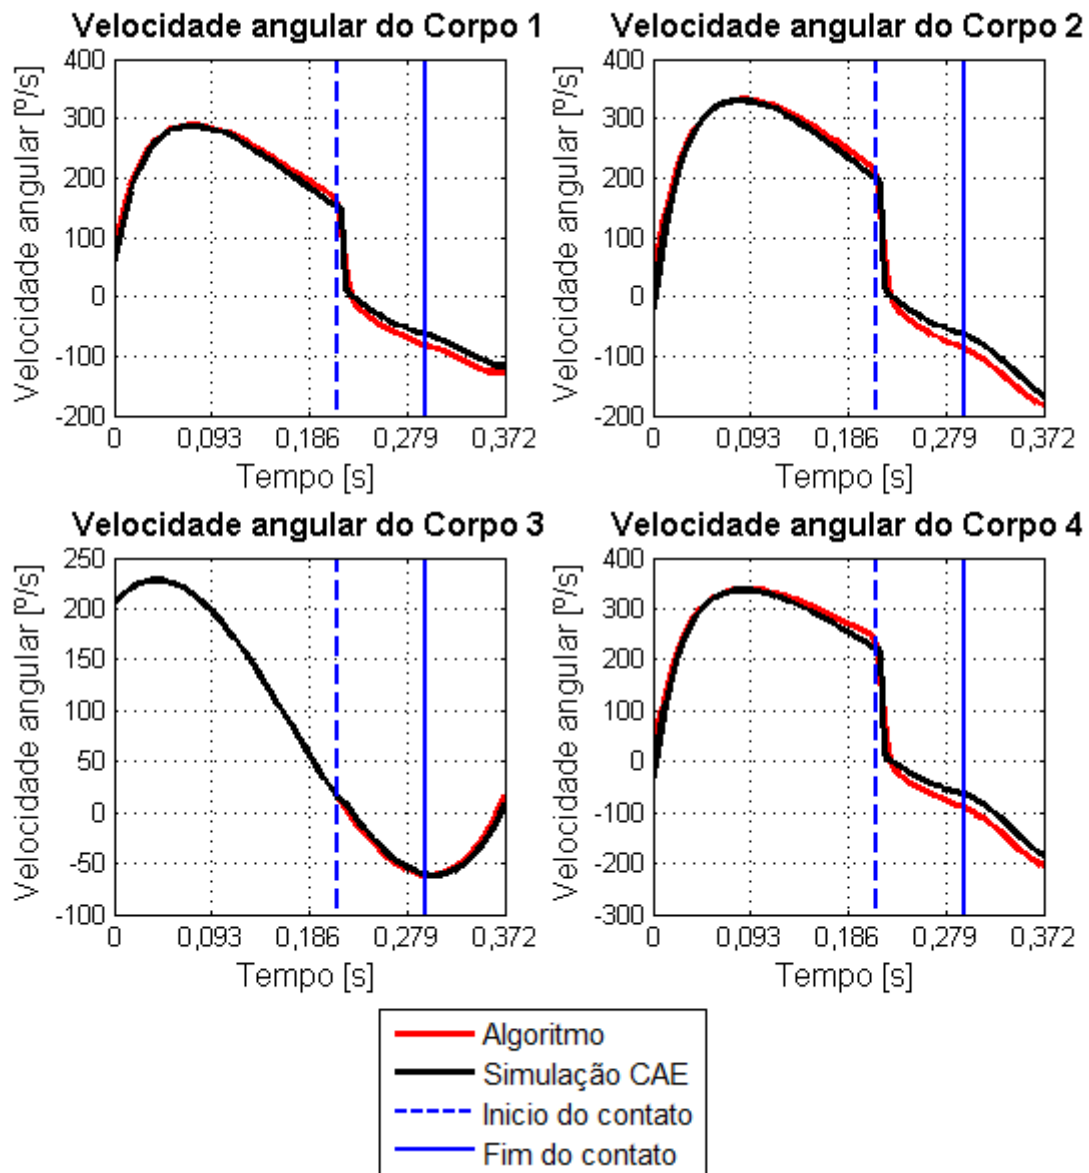 Velocidade angular do Corpo 1
Velocidade angular [º/s]
400
300
200
100
0
-100
-200
0 0,093 0,186 0,279 0,372
Tempo [s]
Velocidade angular do Corpo 2
Velocidade angular [º/s]
400
300
200
100
0
-100
-200
0 0,093 0,186 0,279 0,372
Tempo [s]
Velocidade angular do Corpo 3
Velocidade angular [º/s]
250
200
150
100
50
0
-50
-100
0 0,093 0,186 0,279 0,372
Tempo [s]
Velocidade angular do Corpo 4
Velocidade angular [º/s]
400
300
200
100
0
-100
-200
-300
0 0,093 0,186 0,279 0,372
Tempo [s]
Algoritmo
Simulação CAE
Inicio do contato
Fim do contato